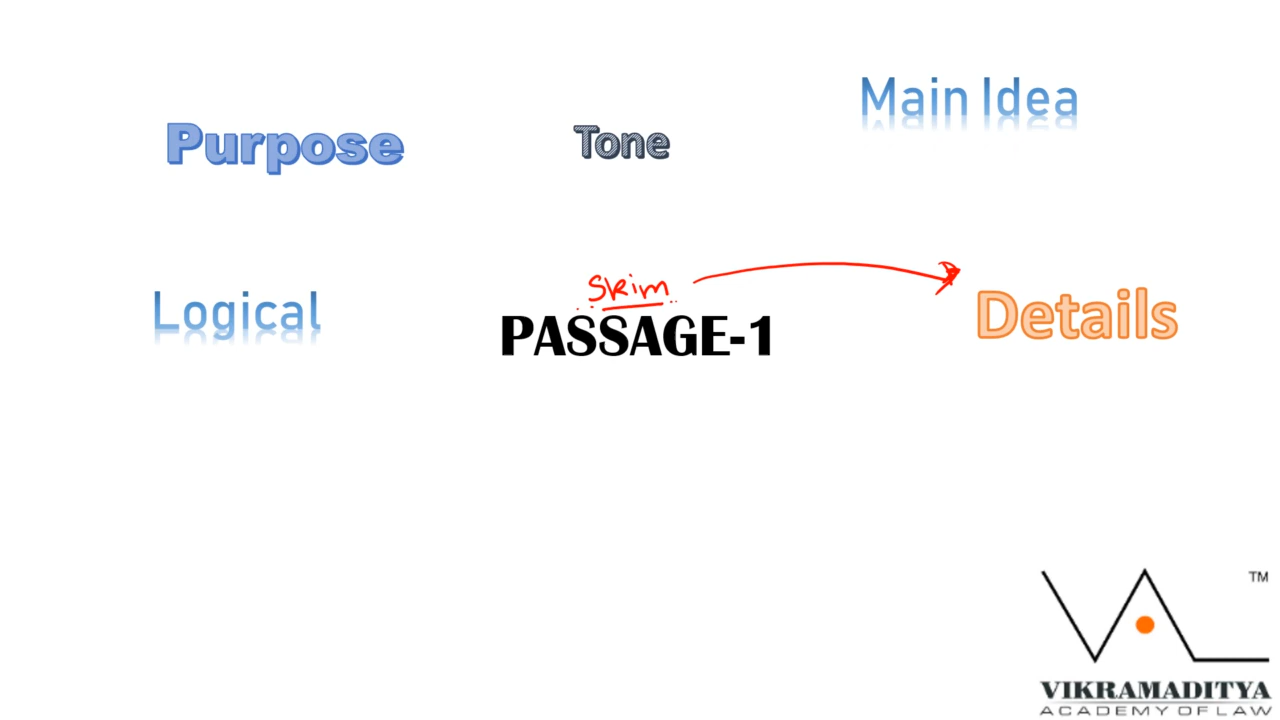 Main Idea
Purpose
Tone
Skim
Logical
PASSAGE-1
Details
TM
VIKRAMADITYA
ACADEMY OF LAW